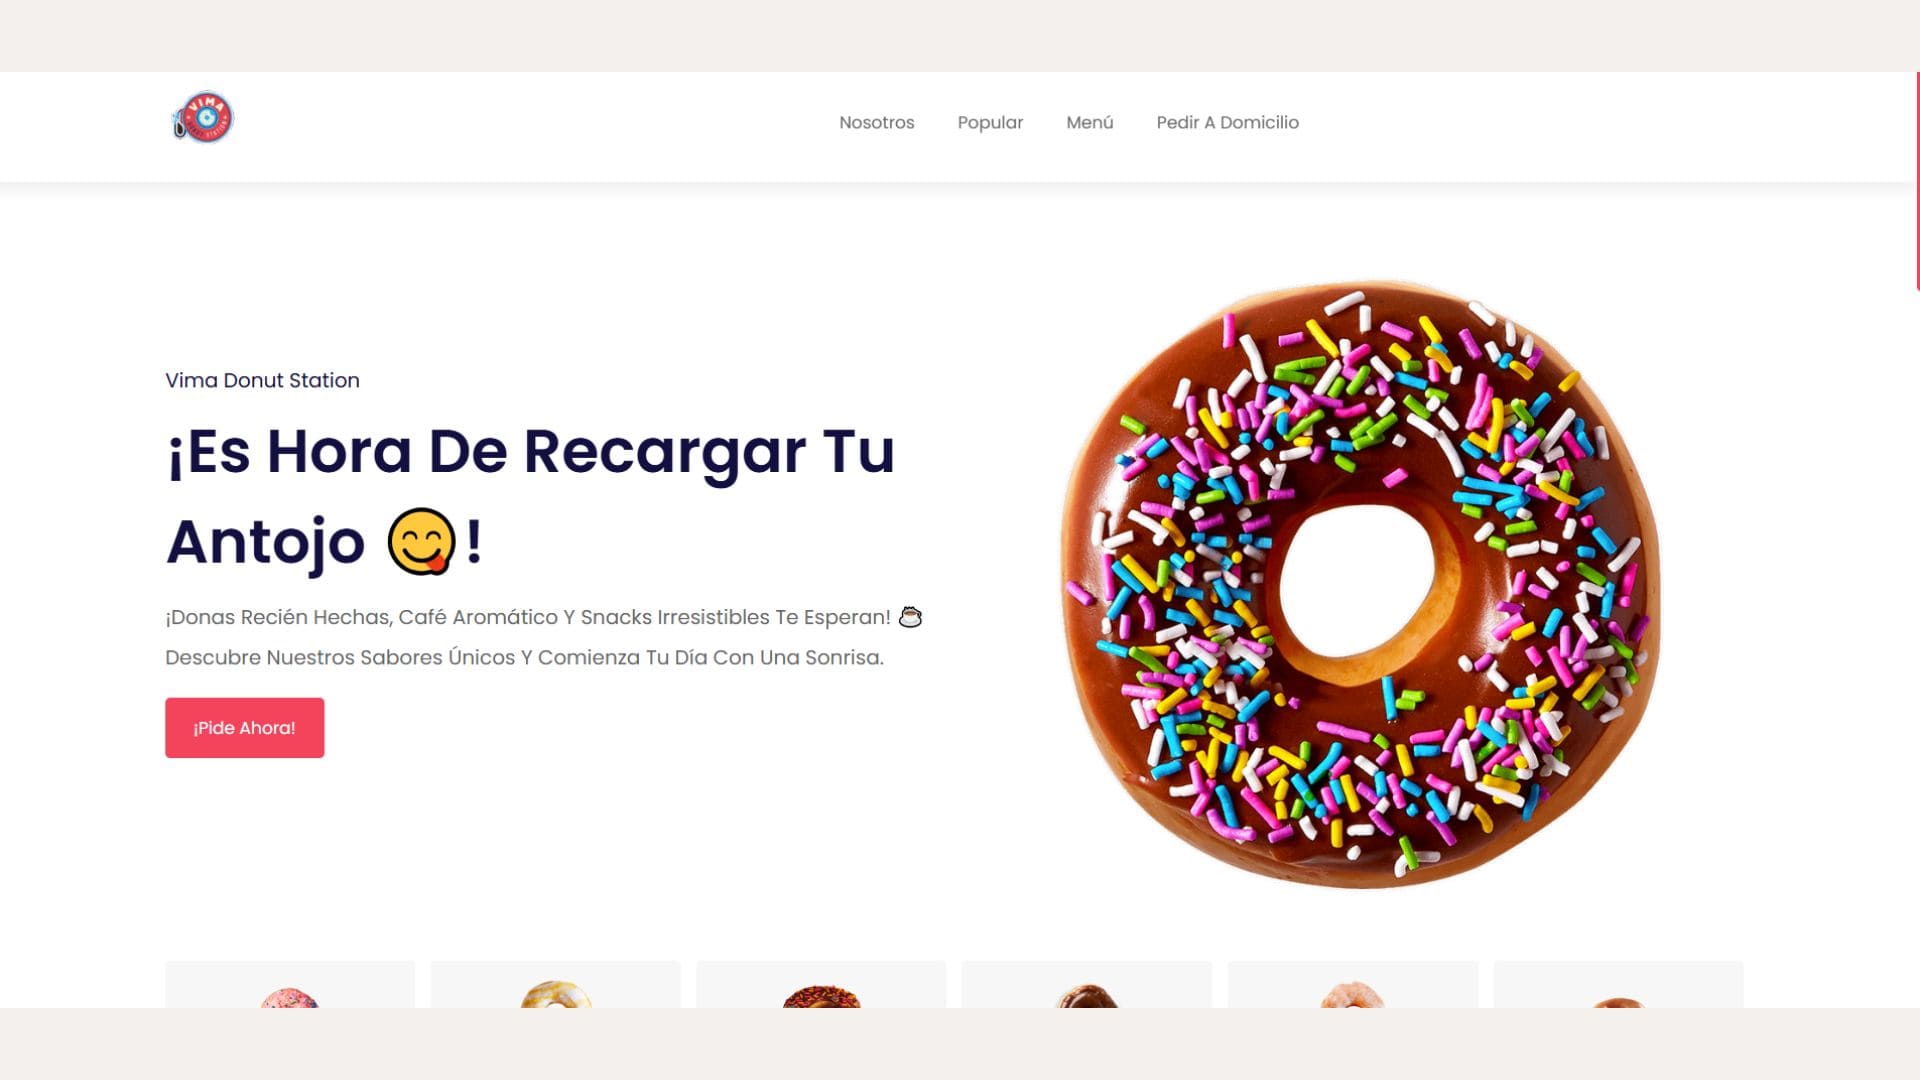 VIMA
Nosotros Popular Menú Pedir A Domicilio
Vima Donut Station
¡Es Hora De Recargar Tu
Antojo 😋!
¡Donas Recién Hechas, Café Aromático Y Snacks Irresistibles Te Esperan! ☕
Descubre Nuestros Sabores Únicos Y Comienza Tu Día Con Una Sonrisa.
¡Pide Ahora!